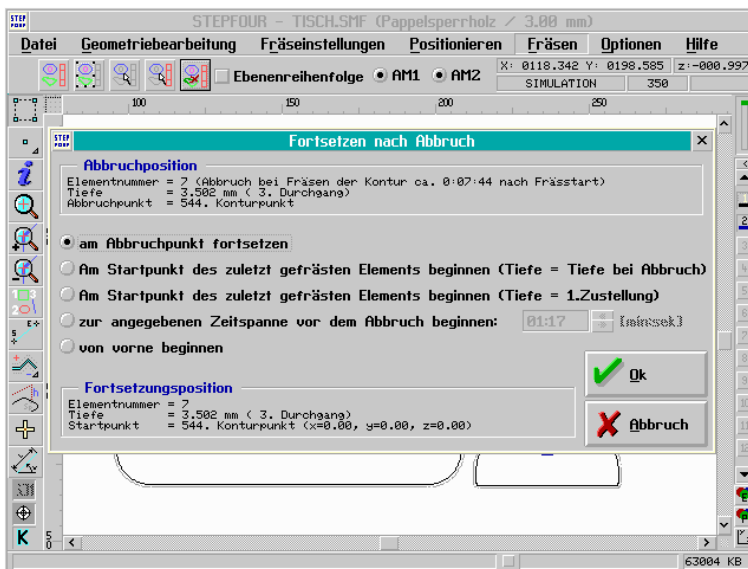 STEP FOUR STEPFOUR - TISCH.SMF (Pappelsperrholz / 3.00 mm)
Datei Geometriebearbeitung Fräseinstellungen Positionieren Fräsen Optionen Hilfe
Ebenenreihenfolge AM1 AM2
X: 0118.342 Y: 0198.585 z:-000.997
SIMULATION 350
100 150 200 250
STEP FOUR Fortsetzen nach Abbruch
Abbruchposition
Elementnummer = 7 (Abbruch bei Fräsen der Kontur ca. 0:07:44 nach Frässtart)
Tiefe = 3.502 mm ( 3. Durchgang)
Abbruchpunkt = 544. Konturpunkt
am Abbruchpunkt fortsetzen
Am Startpunkt des zuletzt gefrästen Elements beginnen (Tiefe = Tiefe bei Abbruch)
Am Startpunkt des zuletzt gefrästen Elements beginnen (Tiefe = 1.Zustellung)
zur angegebenen Zeitspanne vor dem Abbruch beginnen: 01:17 [min:sek]
von vorne beginnen
Ok
Fortsetzungsposition
Elementnummer = 7
Tiefe = 3.502 mm ( 3. Durchgang)
Startpunkt = 544. Konturpunkt (x=0.00, y=0.00, z=0.00)
Abbruch
K
63004 KB